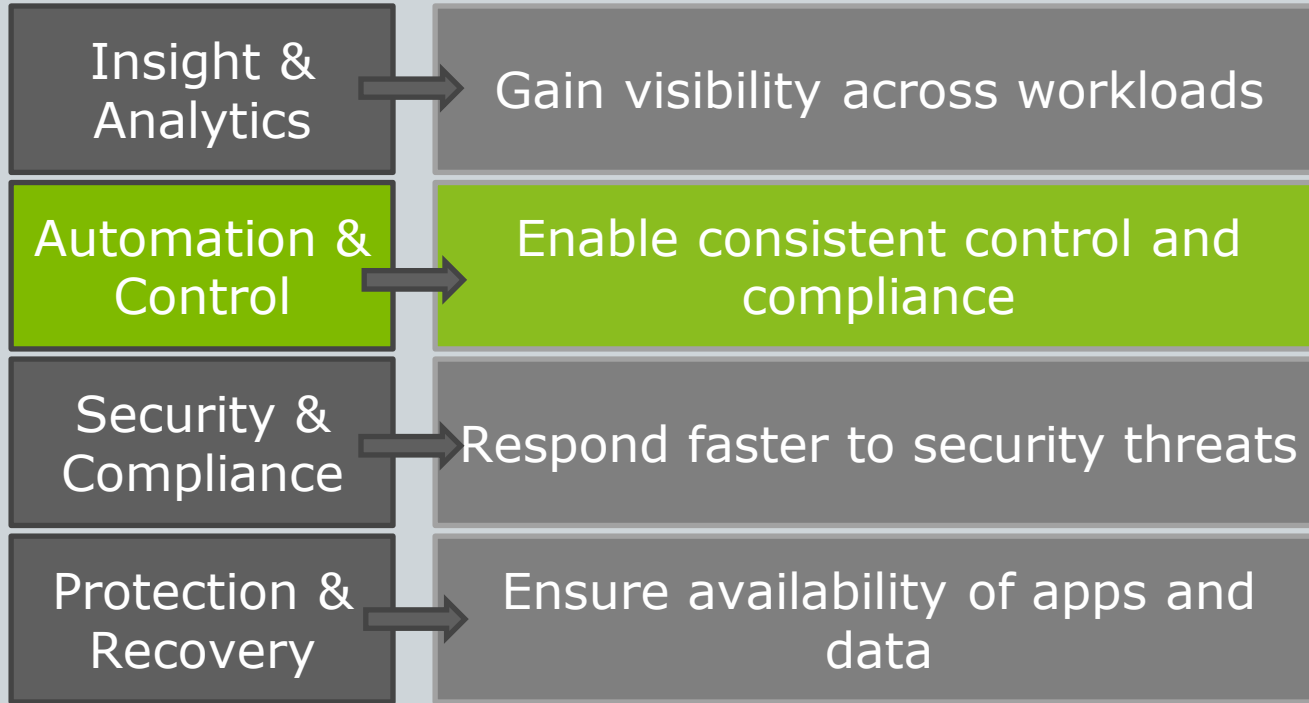 Insight &
Analytics
Gain visibility across workloads
Automation &
Control
Enable consistent control and
compliance
Security &
Compliance
Respond faster to security threats
Protection &
Recovery
Ensure availability of apps and
data